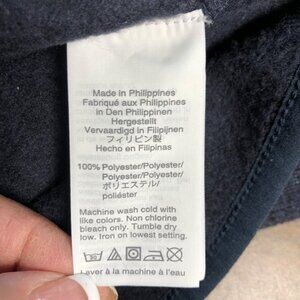 Made in Philippines
Fabriqué aux Philippines
In Den Philippinen
Hergestellt
Vervaardigd in Filipijnen
フィリピン製
Hecho en Filipinas
100% Polyester/Polyester/
Polyester/Polyester/
ポリエステル/
poliéster
Machine wash cold with
like colors. Non chlorine
bleach only. Tumble dry
low. Iron on lowest setting.
Laver à la machine à l'eau